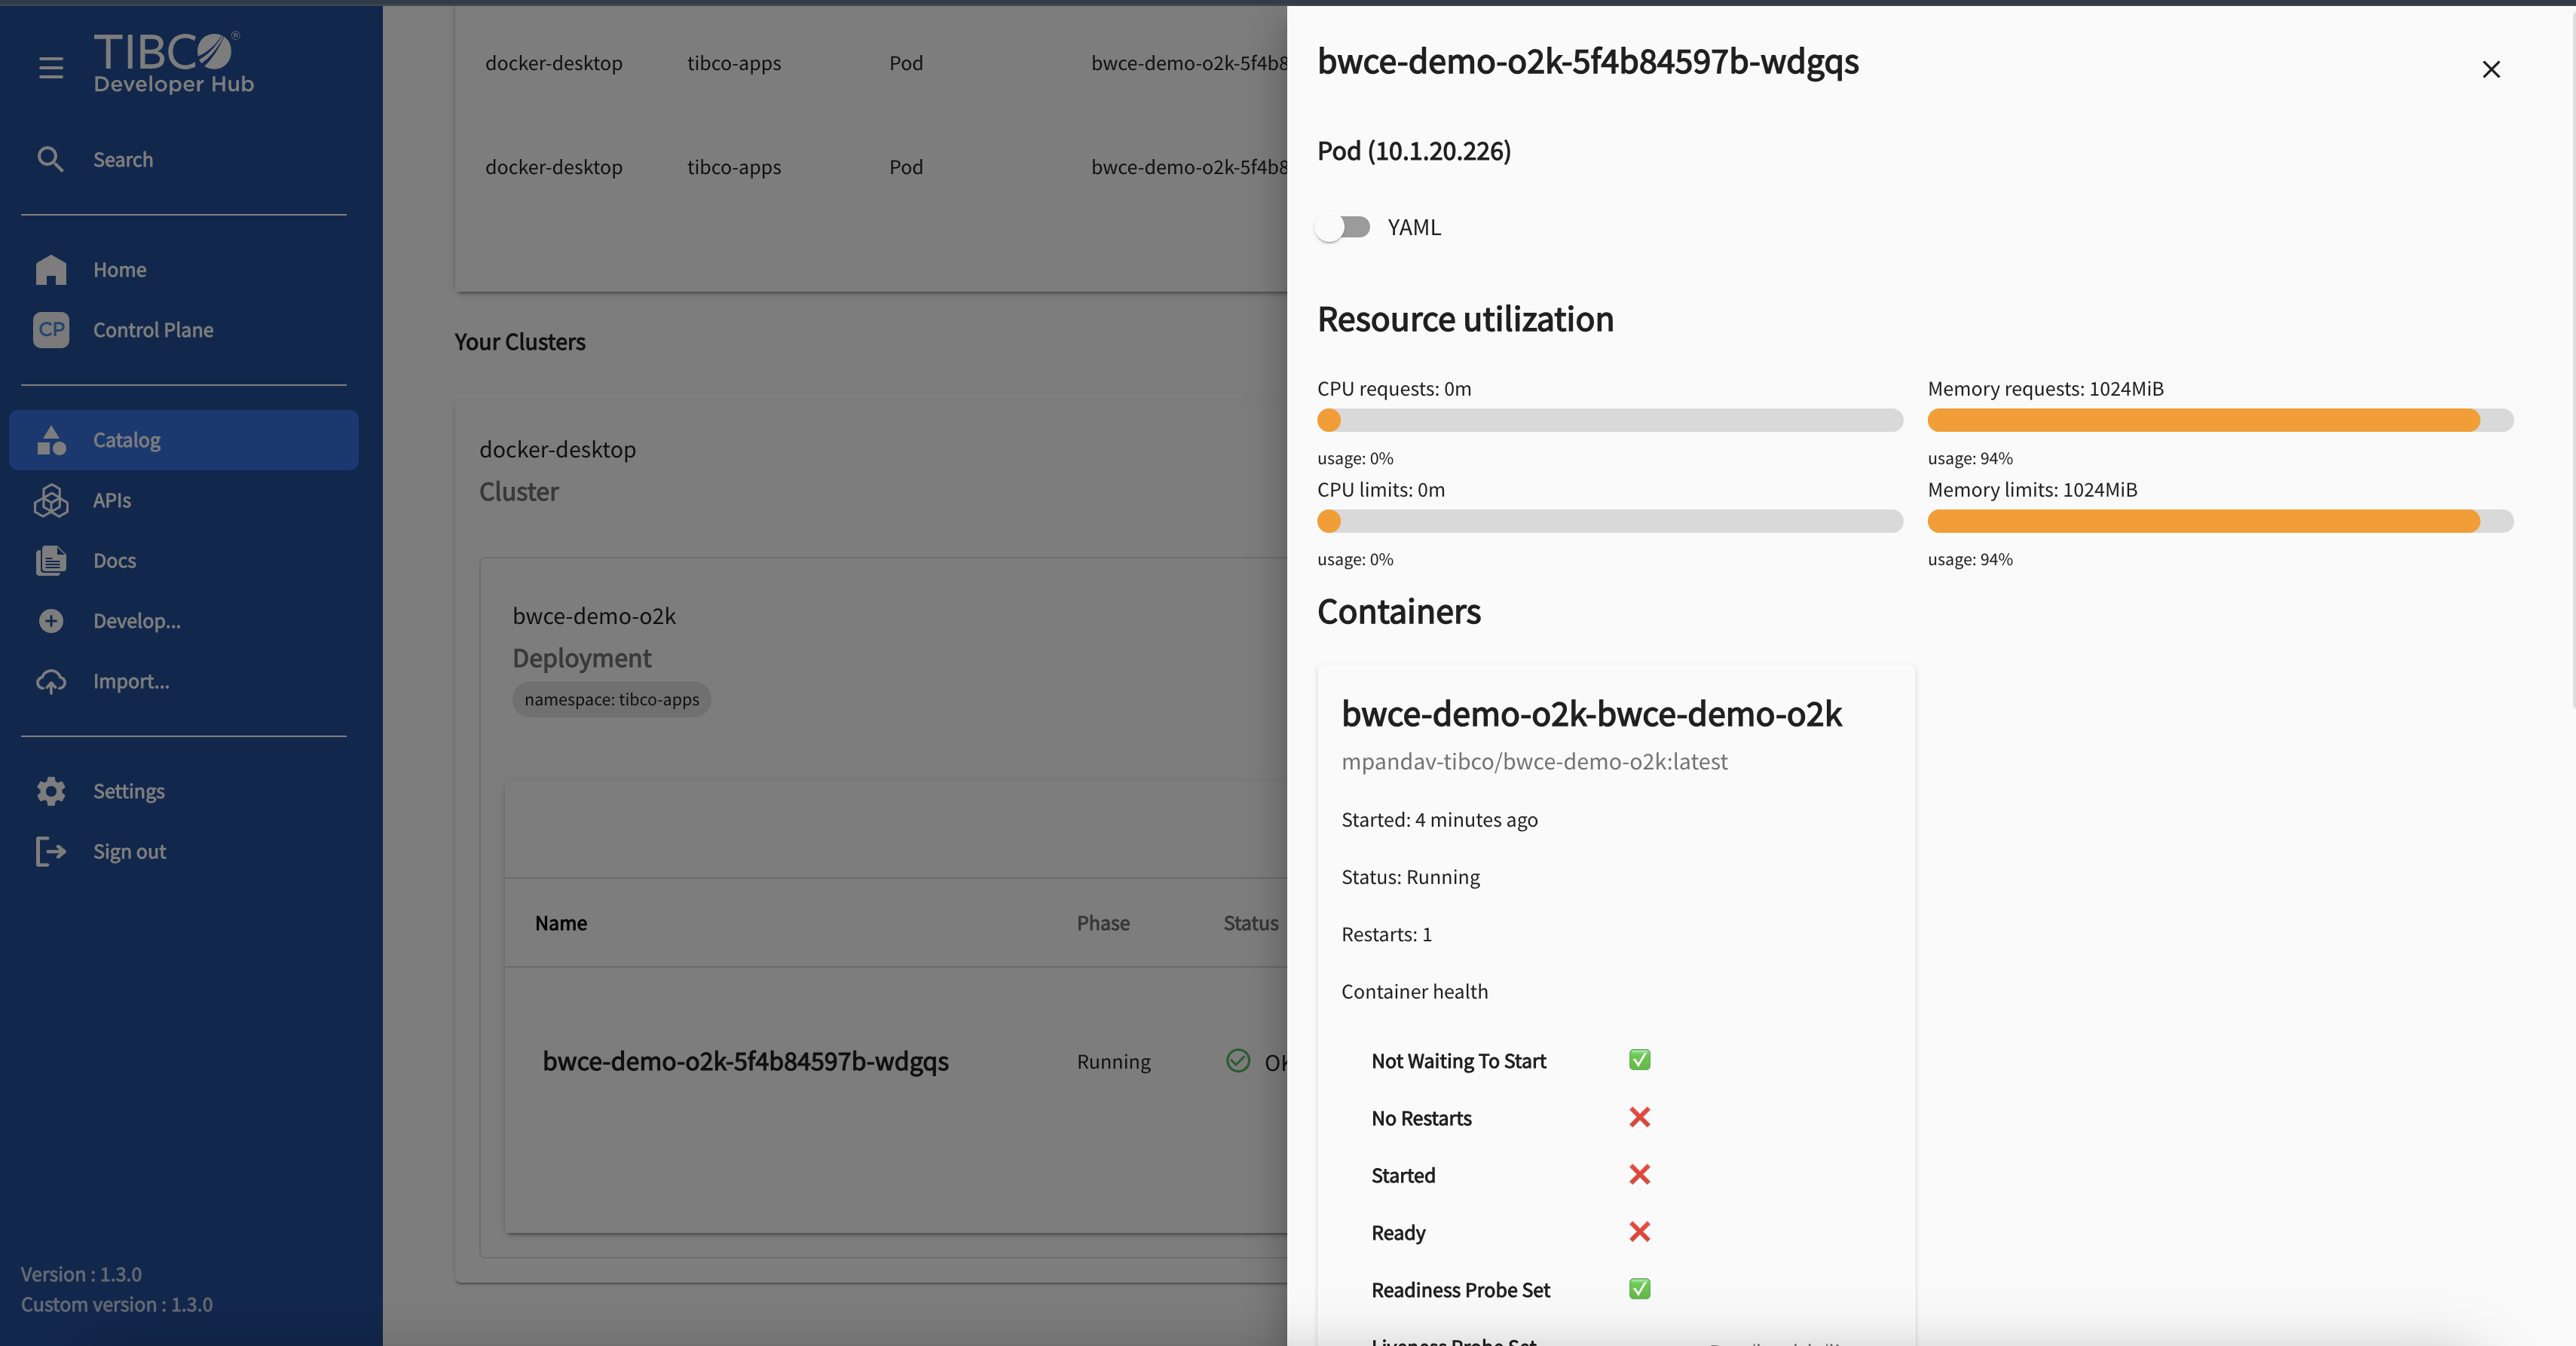 TIBCO®
Developer Hub
Search
Home
CP
Control Plane
Catalog
APIs
Docs
Develop...
Import...
Settings
Sign out
Version : 1.3.0
Custom version : 1.3.0
docker-desktop tibco-apps Pod bwce-demo-o2k-5f4b8
docker-desktop tibco-apps Pod bwce-demo-o2k-5f4b8
Your Clusters
docker-desktop
Cluster
bwce-demo-o2k
Deployment
namespace: tibco-apps
Name Phase Status
bwce-demo-o2k-5f4b84597b-wdgqs Running OK
bwce-demo-o2k-5f4b84597b-wdgqs
Pod (10.1.20.226)
YAML
Resource utilization
CPU requests: 0m
usage: 0%
CPU limits: 0m
usage: 0%
Memory requests: 1024MiB
usage: 94%
Memory limits: 1024MiB
usage: 94%
Containers
bwce-demo-o2k-bwce-demo-o2k
mpandav-tibco/bwce-demo-o2k:latest
Started: 4 minutes ago
Status: Running
Restarts: 1
Container health
Not Waiting To Start
No Restarts
Started
Ready
Readiness Probe Set
Liveness Probe Set